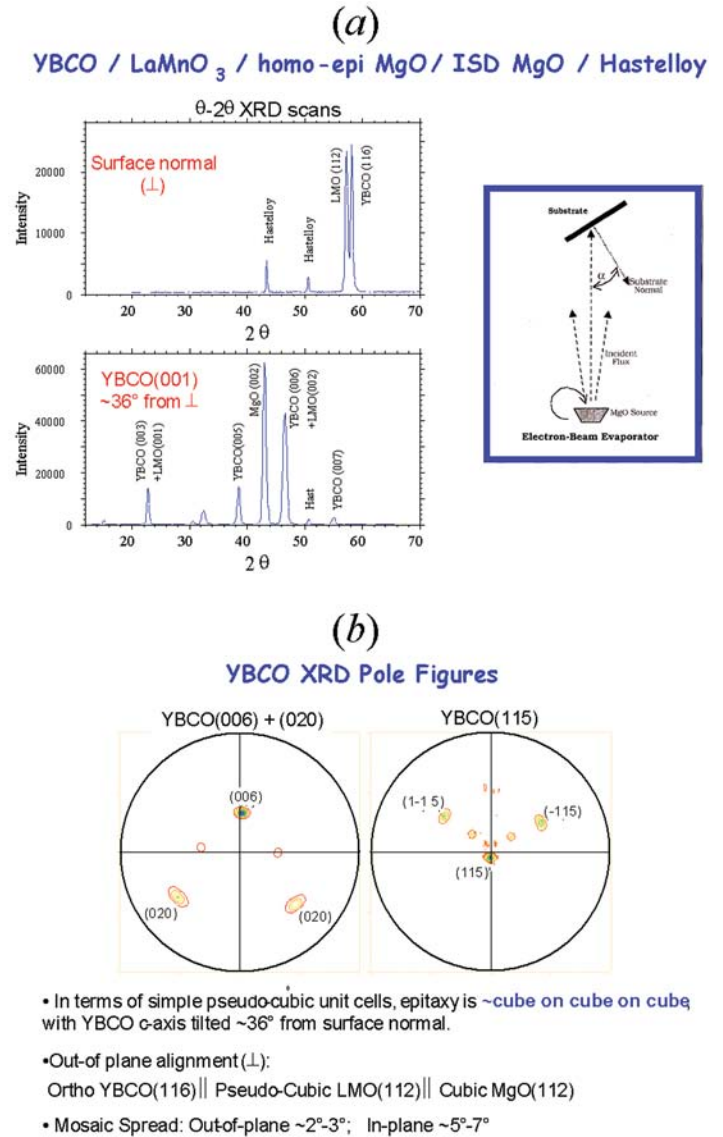 (a)
YBCO / LaMnO3 / homo-epi MgO/ ISD MgO / Hastelloy
θ-2θ XRD scans
Surface normal
(⊥)
Intensity
20000
10000
0
Hastelloy
Hastelloy
LMO (112)
YBCO (116)
20 30 40 50 60 70
2 θ
YBCO(001)
~36° from ⊥
Intensity
60000
40000
20000
0
YBCO (003)
+LMO(001)
YBCO(005)
MgO (002)
YBCO (006)
+LMO(002)
Hast
YBCO (007)
20 30 40 50 60 70
2 θ
Substrate
α
Substrate
Normal
Incident
Flux
MgO Source
Electron-Beam Evaporator
(b)
YBCO XRD Pole Figures
YBCO(006) + (020)
(006)
(020)
(020)
YBCO(115)
(1-1 5)
(-115)
(115)
• In terms of simple pseudo-cubic unit cells, epitaxy is ~cube on cube on cube,
with YBCO c-axis tilted ~36° from surface normal.
•Out-of plane alignment (⊥):
Ortho YBCO(116)|| Pseudo-Cubic LMO(112)|| Cubic MgO(112)
• Mosaic Spread: Out-of-plane ~2°-3°; In-plane ~5°-7°